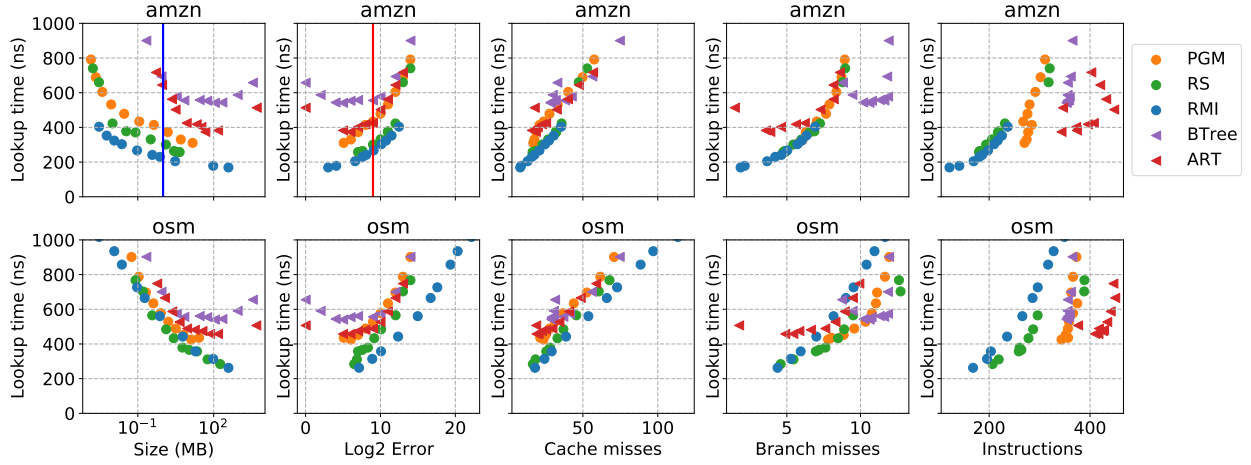 amzn amzn amzn amzn amzn
Lookup time (ns) Lookup time (ns) Lookup time (ns) Lookup time (ns) Lookup time (ns)
1000
800
600
400
200
0
PGM
RS
RMI
BTree
ART
osm osm osm osm osm
Lookup time (ns) Lookup time (ns) Lookup time (ns) Lookup time (ns) Lookup time (ns)
1000
800
600
400
200
0
10⁻¹ 10² 0 10 20 50 100 5 10 200 400
Size (MB) Log2 Error Cache misses Branch misses Instructions